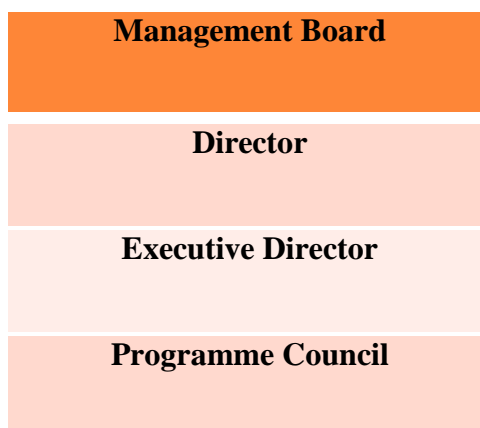 Management Board
Director
Executive Director
Programme Council